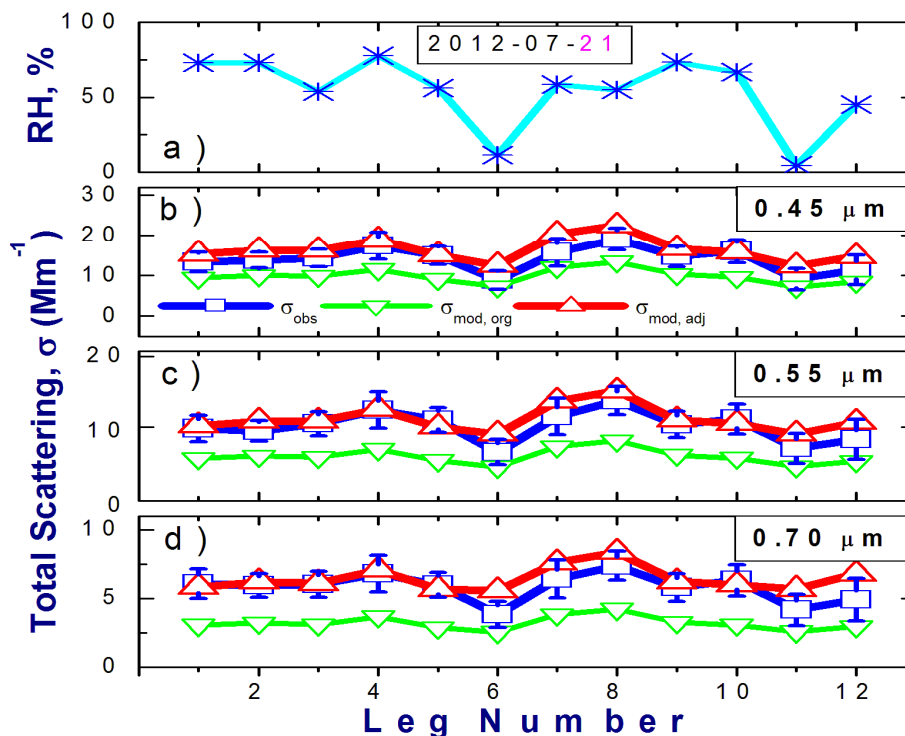 100
2012-07-21
RH, %
50
a )
0
30
b )
0.45 μm
20
10
σobs
σmod, org
σmod, adj
0
Total Scattering, σ (Mm-1)
20
c )
0.55 μm
10
0
10
d )
0.70 μm
5
0
2 4 6 8 10 12
Leg Number